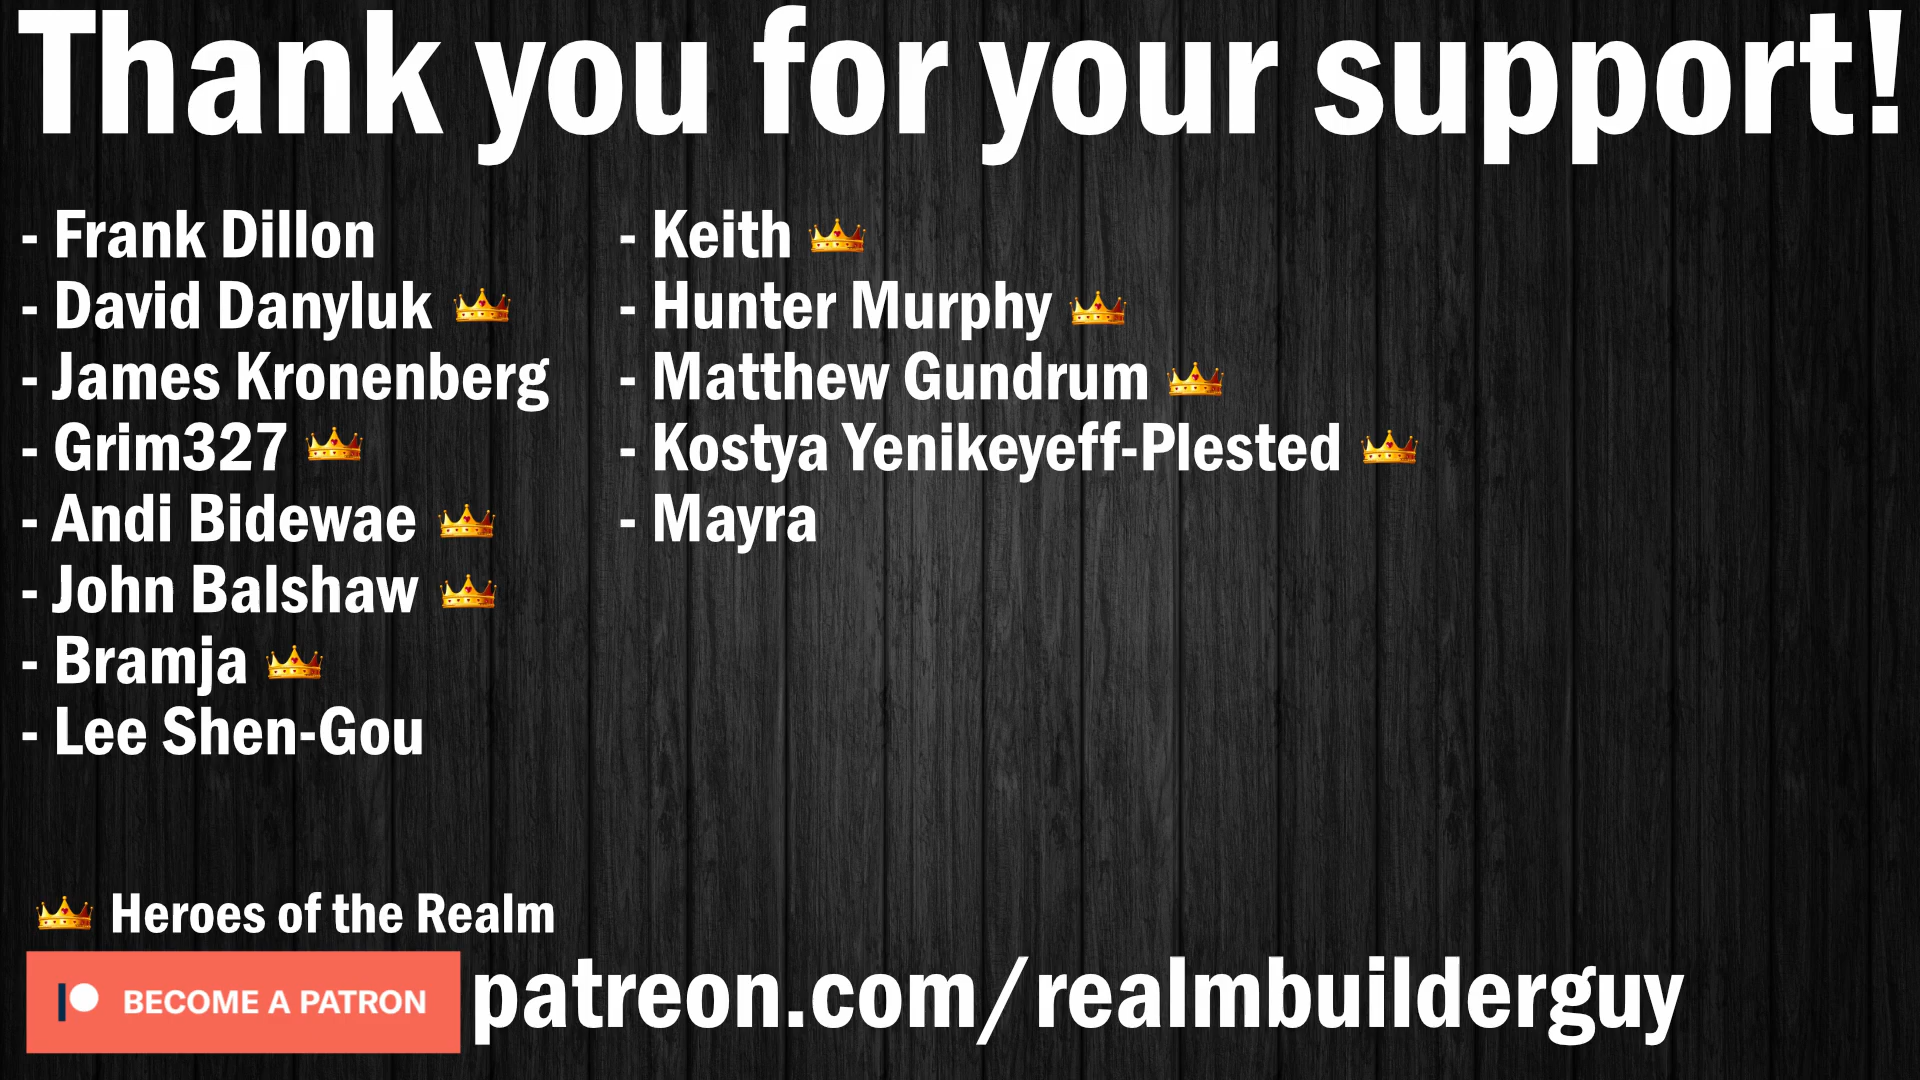 Thank you for your support!
- Frank Dillon
- David Danyluk
- James Kronenberg
- Grim327
- Andi Bidewae
- John Balshaw
- Bramja
- Lee Shen-Gou
- Keith
- Hunter Murphy
- Matthew Gundrum
- Kostya Yenikeyeff-Plested
- Mayra
Heroes of the Realm
BECOME A PATRON
patreon.com/realmbuilderguy